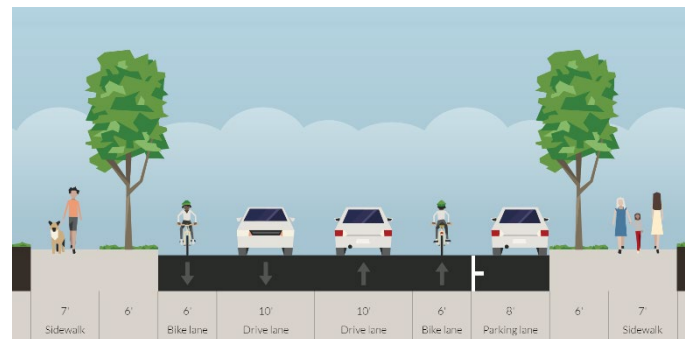 7' 6' 6' 10' 10' 6' 8' 6' 7'
Sidewalk Bike lane Drive lane Drive lane Bike lane Parking lane Sidewalk